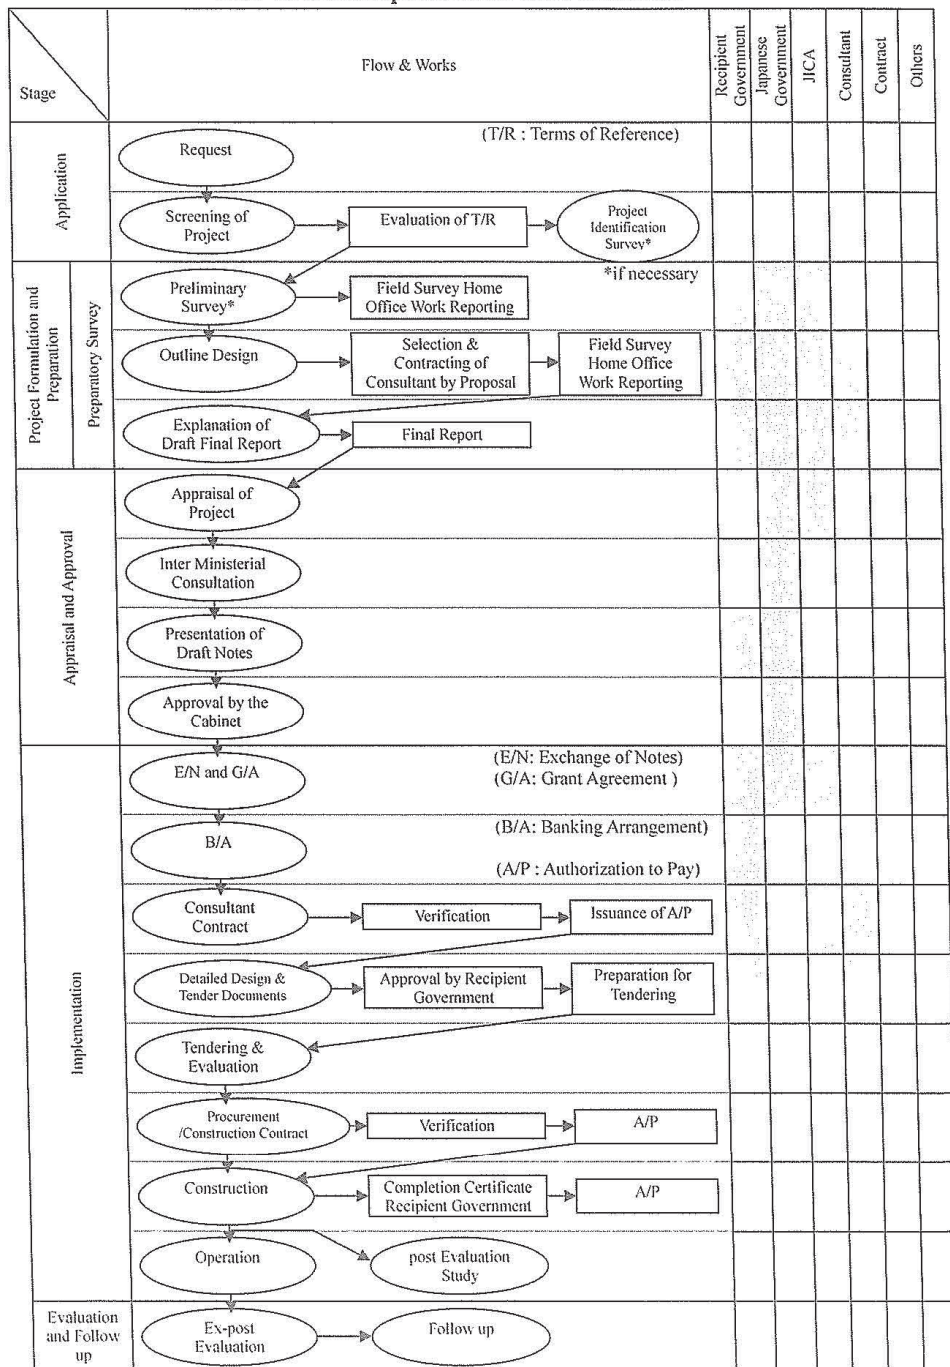 Stage
Flow & Works
Recipient
Government
Japanese
Government
JICA
Consultant
Contract
Others
Application
(T/R : Terms of Reference)
Request
Screening of
Project
Evaluation of T/R
Project
Identification
Survey*
*if necessary
Project Formulation and
Preparation
Preparatory Survey
Preliminary
Survey*
Field Survey Home
Office Work Reporting
Outline Design
Selection &
Contracting of
Consultant by Proposal
Field Survey
Home Office
Work Reporting
Explanation of
Draft Final Report
Final Report
Appraisal and Approval
Appraisal of
Project
Inter Ministerial
Consultation
Presentation of
Draft Notes
Approval by the
Cabinet
Implementation
E/N and G/A
(E/N: Exchange of Notes)
(G/A: Grant Agreement )
B/A
(B/A: Banking Arrangement)
(A/P : Authorization to Pay)
Consultant
Contract
Verification
Issuance of A/P
Detailed Design &
Tender Documents
Approval by Recipient
Government
Preparation for
Tendering
Tendering &
Evaluation
Procurement
/Construction Contract
Verification
A/P
Construction
Completion Certificate
Recipient Government
A/P
Operation
post Evaluation
Study
Evaluation
and Follow
up
Ex-post
Evaluation
Follow up